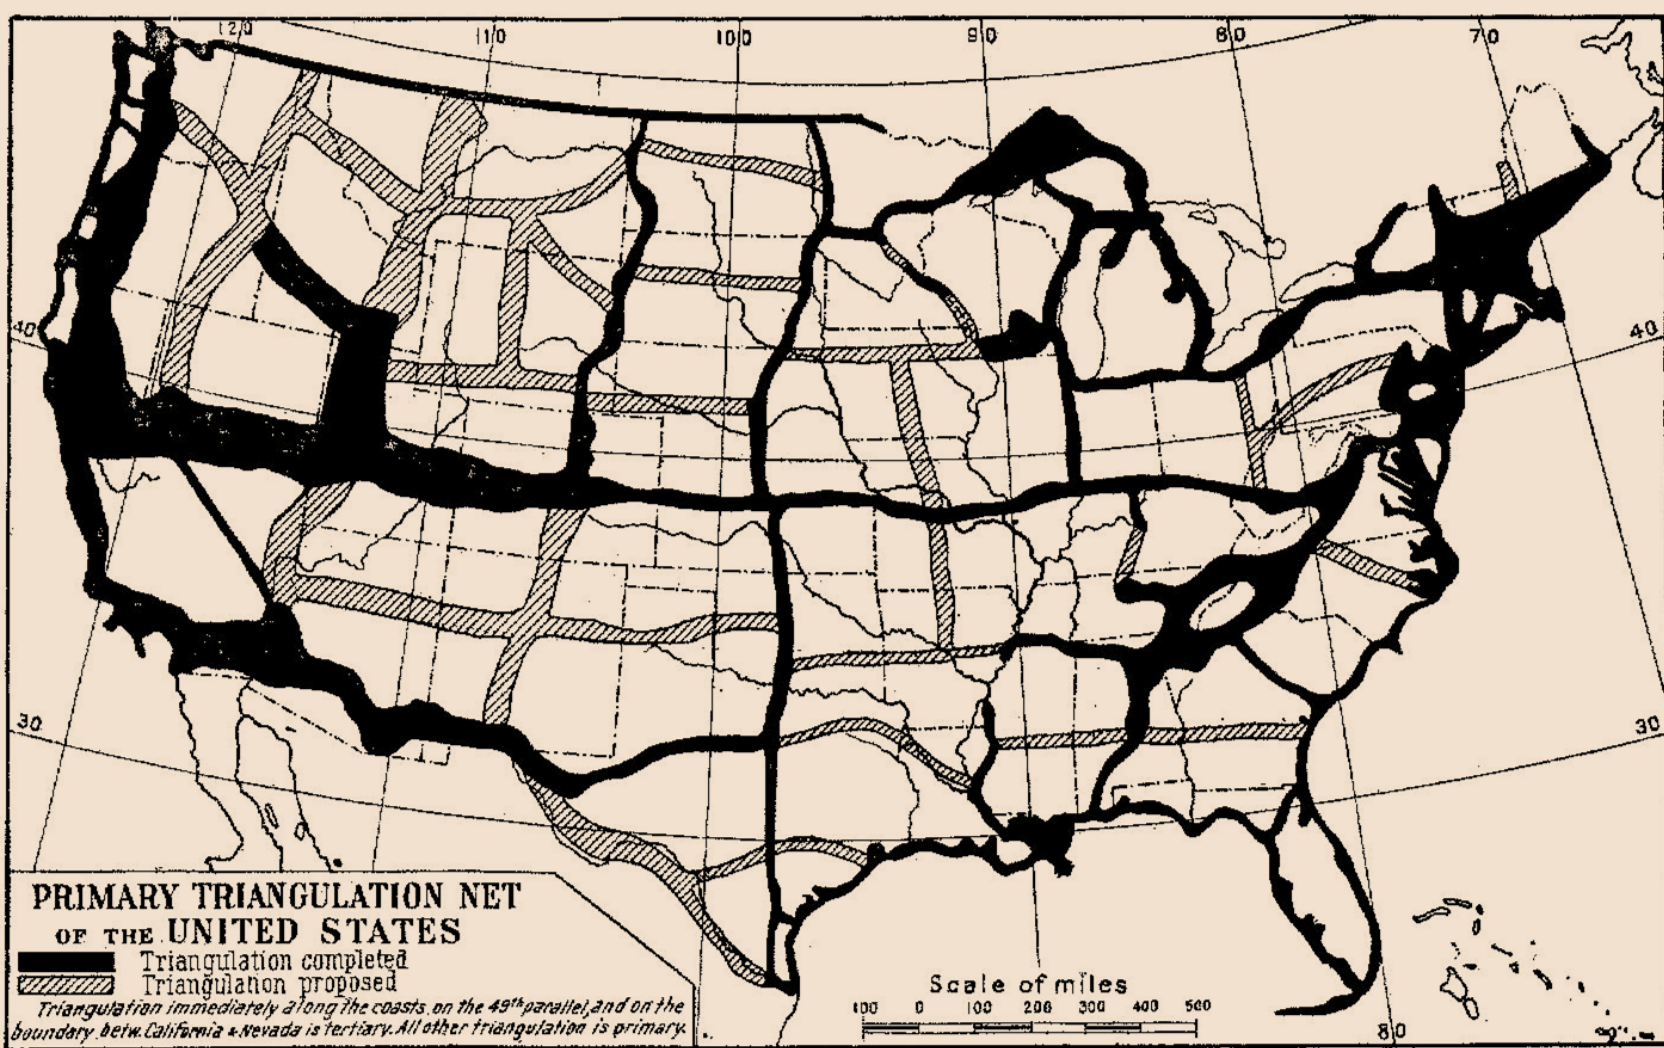 120
110
100
90
80
70
40
40
30
30
PRIMARY TRIANGULATION NET
OF THE UNITED STATES
Triangulation completed
Triangulation proposed
Triangulation immediately along the coasts, on the 49th parallel, and on the
boundary betw. California & Nevada is tertiary. All other triangulation is primary.
Scale of miles
100 0 100 200 300 400 500
80